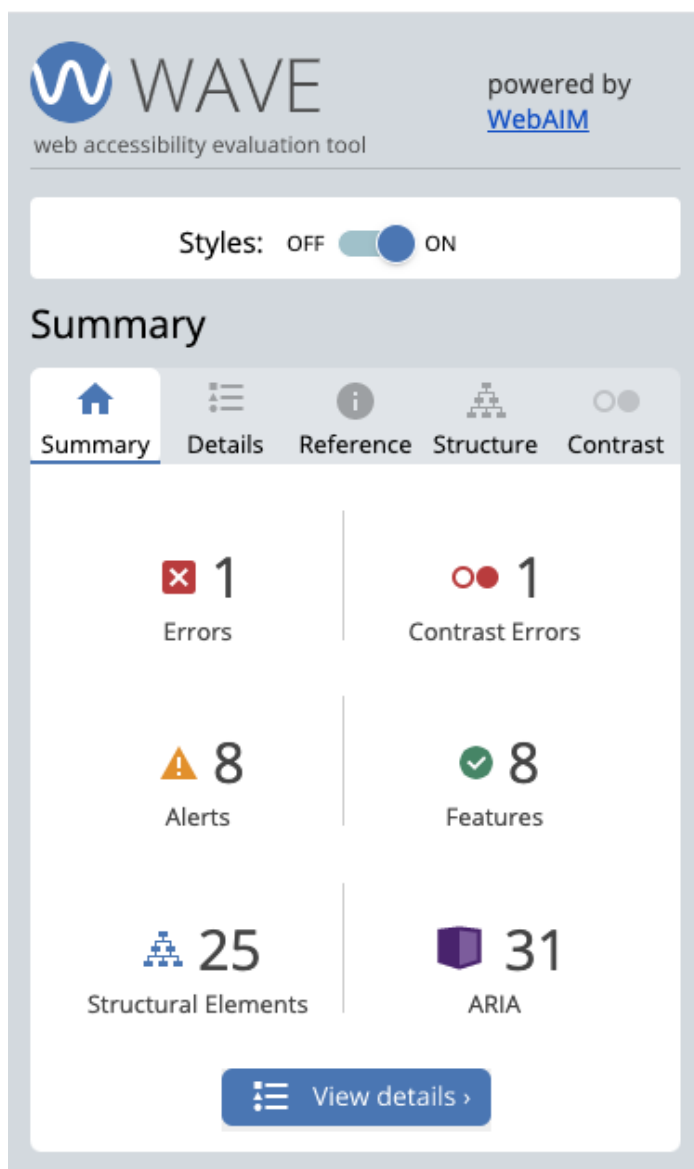 WAVE
powered by
WebAIM
web accessibility evaluation tool
Styles: OFF ON
Summary
Summary Details Reference Structure Contrast
1 1
Errors Contrast Errors
8 8
Alerts Features
25 31
Structural Elements ARIA
View details ›